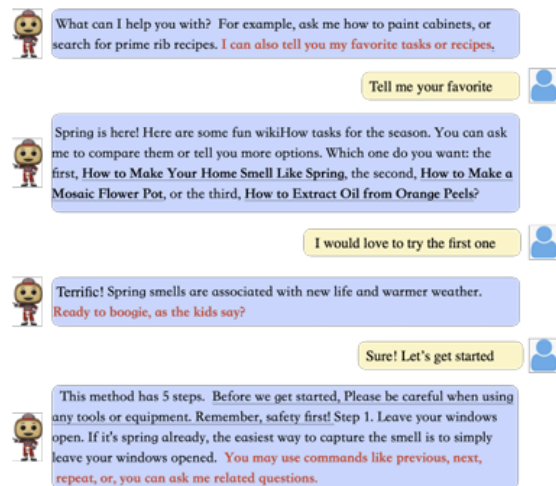 What can I help you with? For example, ask me how to paint cabinets, or
search for prime rib recipes. I can also tell you my favorite tasks or recipes.
Tell me your favorite
Spring is here! Here are some fun wikiHow tasks for the season. You can ask
me to compare them or tell you more options. Which one do you want: the
first, How to Make Your Home Smell Like Spring, the second, How to Make a
Mosaic Flower Pot, or the third, How to Extract Oil from Orange Peels?
I would love to try the first one
Terrific! Spring smells are associated with new life and warmer weather.
Ready to boogie, as the kids say?
Sure! Let's get started
This method has 5 steps. Before we get started, Please be careful when using
any tools or equipment. Remember, safety first! Step 1. Leave your windows
open. If it's spring already, the easiest way to capture the smell is to simply
leave your windows opened. You may use commands like previous, next,
repeat, or, you can ask me related questions.